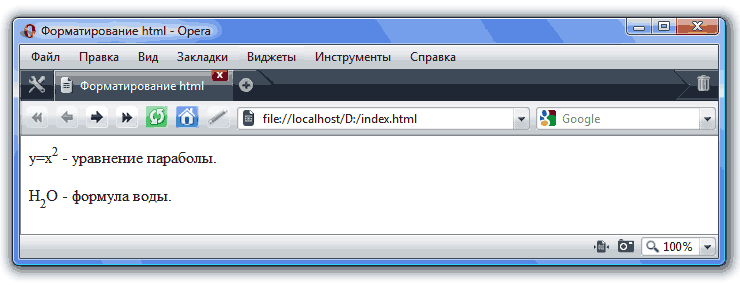 Форматирование html - Opera
Файл Правка Вид Закладки Виджеты Инструменты Справка
Форматирование html
file://localhost/D:/index.html Google
y=x² - уравнение параболы.
H₂O - формула воды.
100%